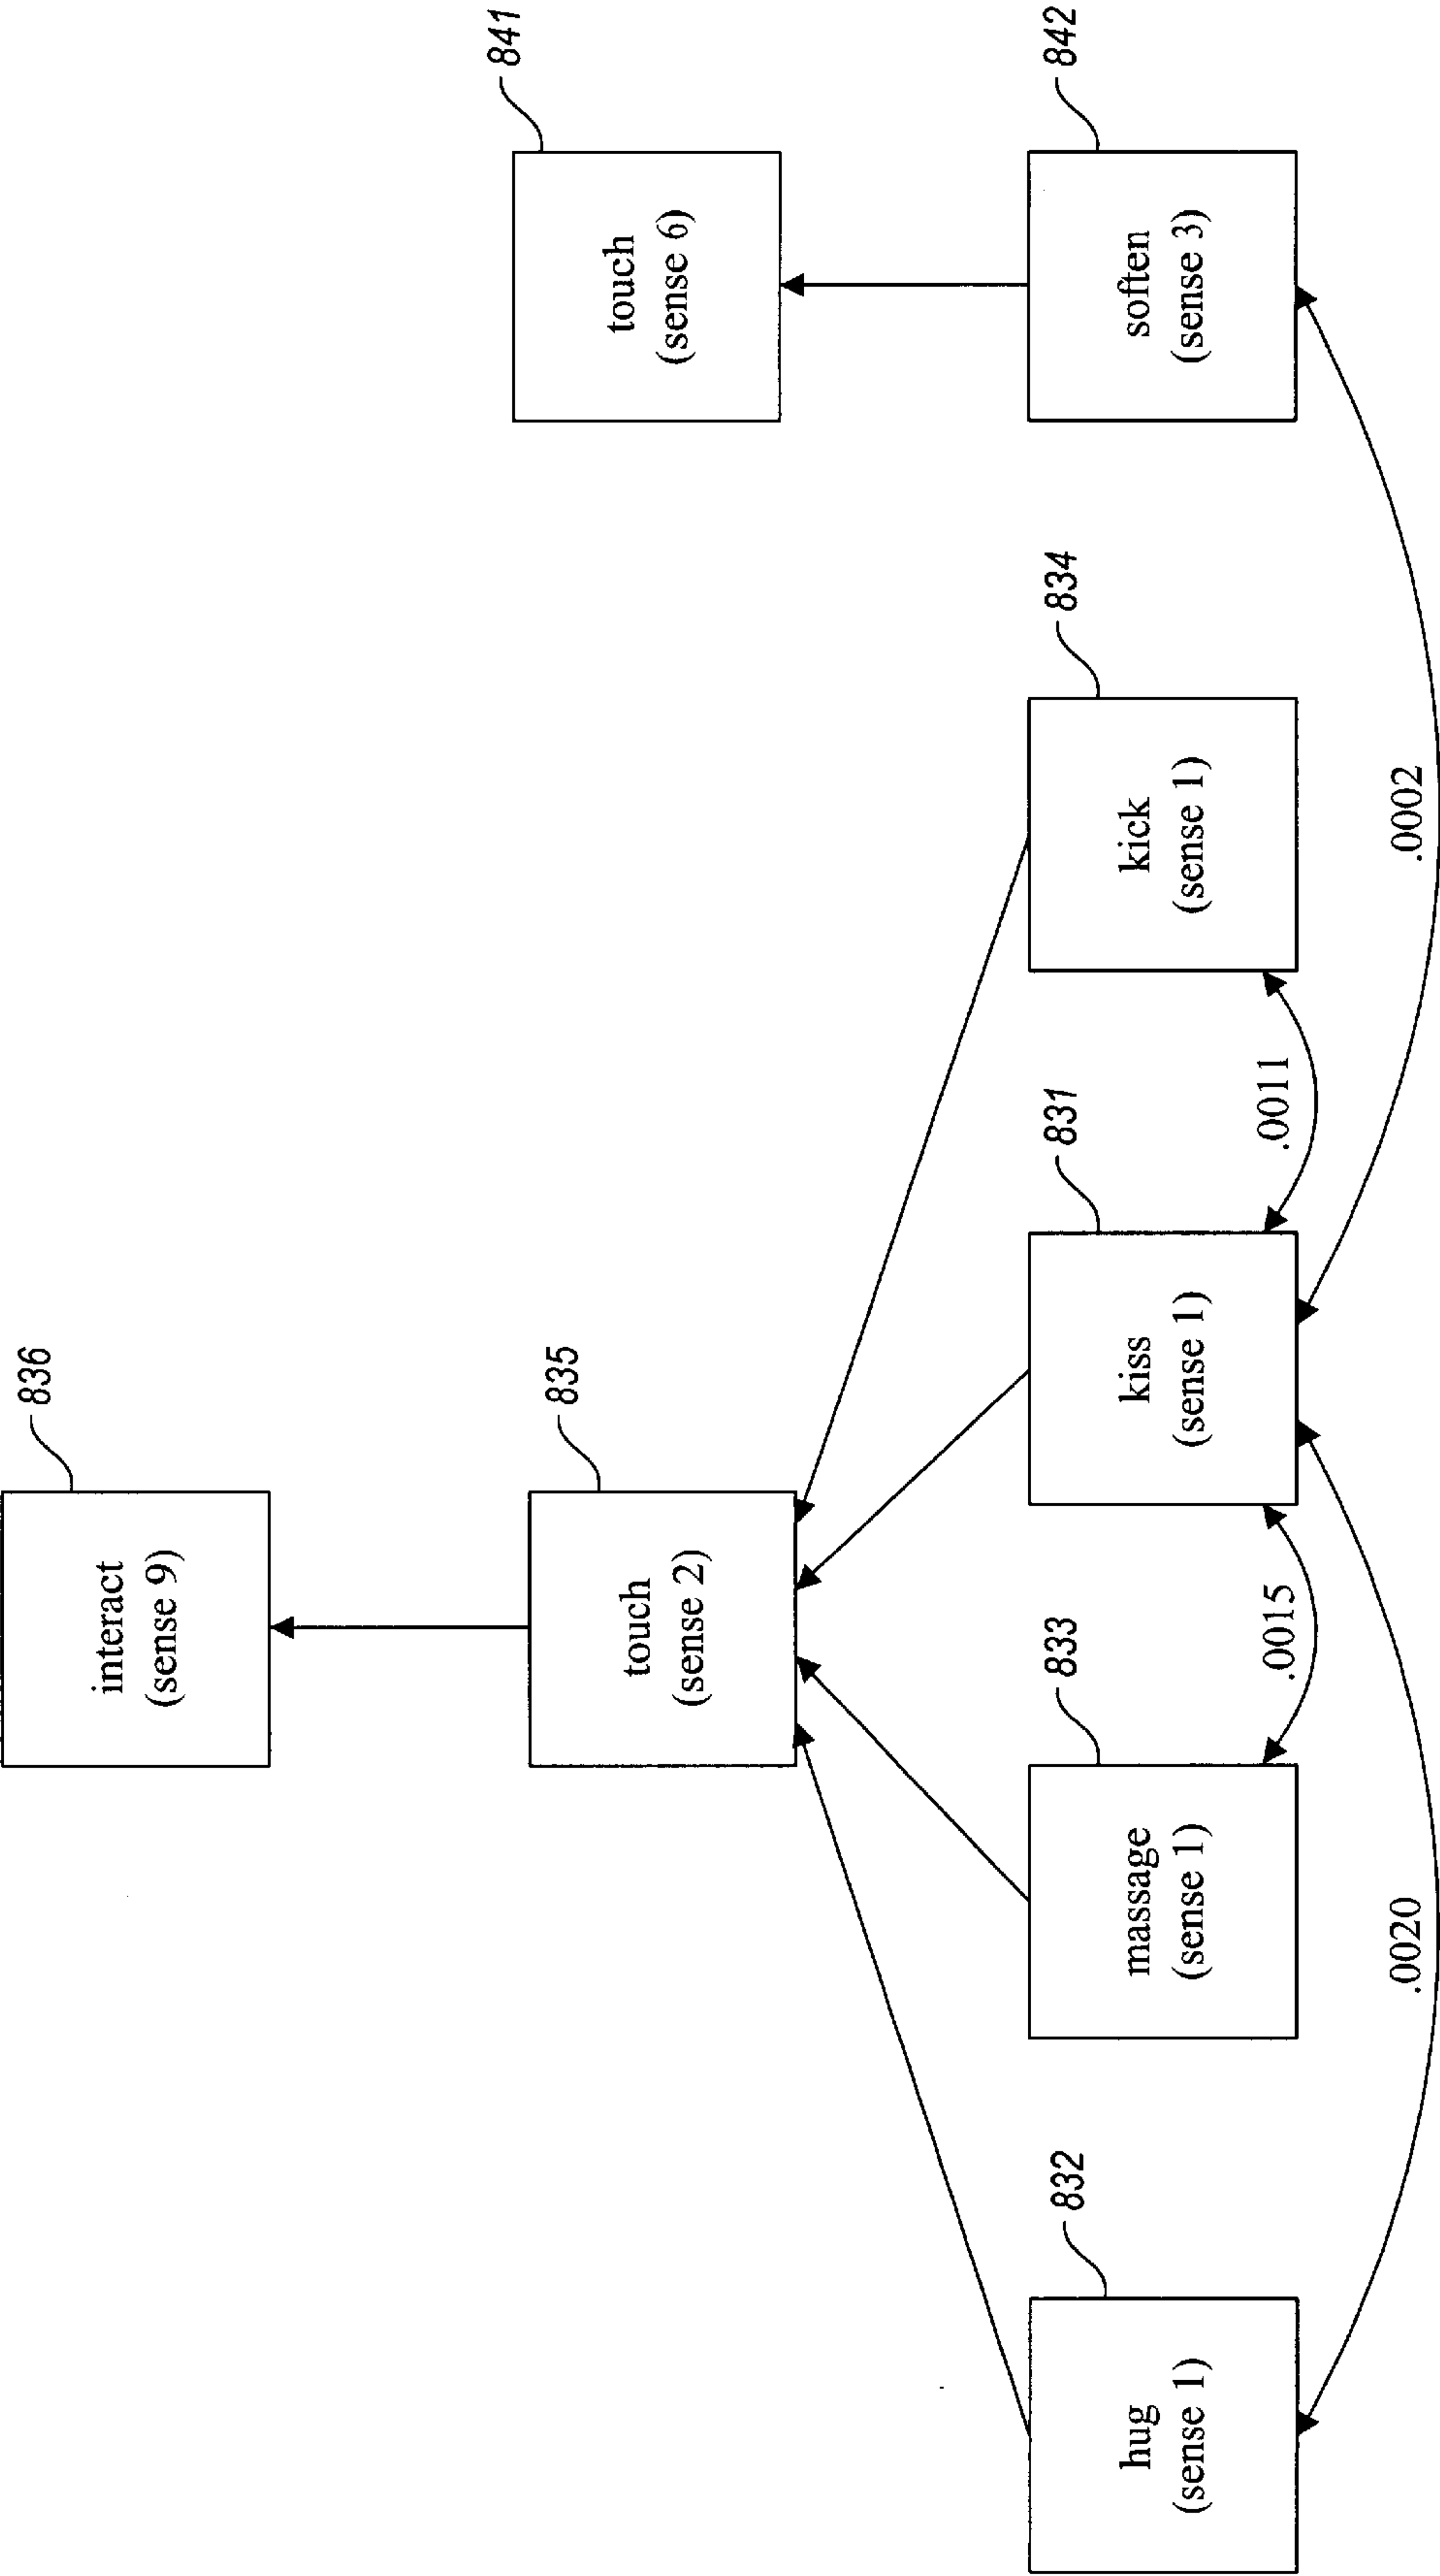 836
interact
(sense 9)
835
touch
(sense 2)
841
touch
(sense 6)
832
hug
(sense 1)
833
massage
(sense 1)
831
kiss
(sense 1)
834
kick
(sense 1)
842
soften
(sense 3)
.0015
.0011
.0020
.0002